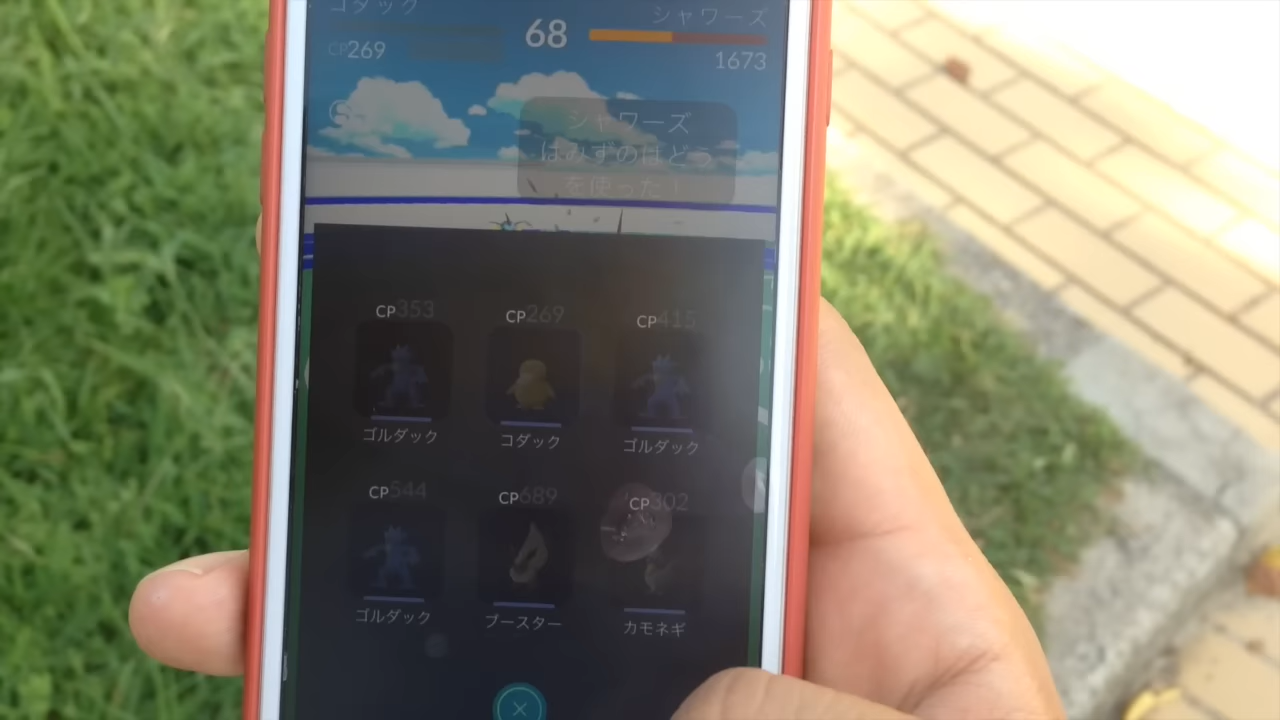 コダック
68
シャワーズ
CP269
1673
シャワーズ
はみずのはどう
を使った！
CP353
CP269
CP415
ゴルダック
コダック
ゴルダック
CP544
CP689
CP302
ゴルダック
ブースター
カモネギ